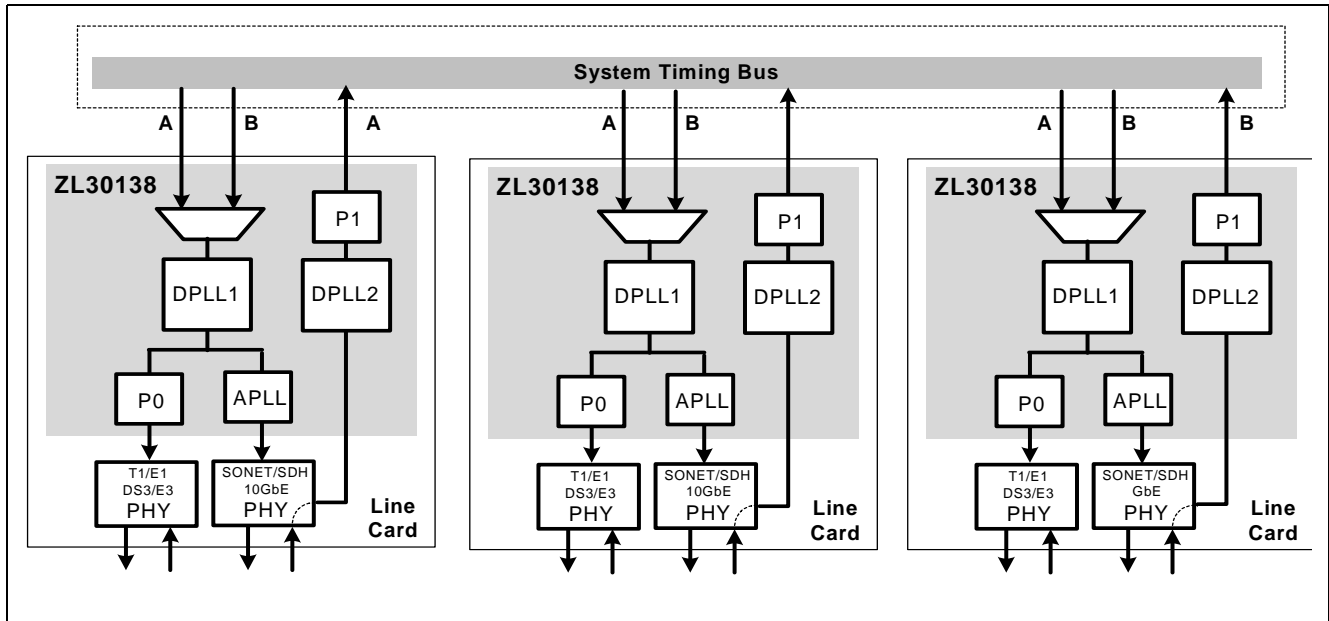 System Timing Bus
A
B
A
A
B
A
B
B
ZL30138
P1
DPLL1
DPLL2
P0
APLL
T1/E1
DS3/E3
PHY
SONET/SDH
10GbE
PHY
Line
Card
ZL30138
P1
DPLL1
DPLL2
P0
APLL
T1/E1
DS3/E3
PHY
SONET/SDH
10GbE
PHY
Line
Card
ZL30138
P1
DPLL1
DPLL2
P0
APLL
T1/E1
DS3/E3
PHY
SONET/SDH
GbE
PHY
Line
Card